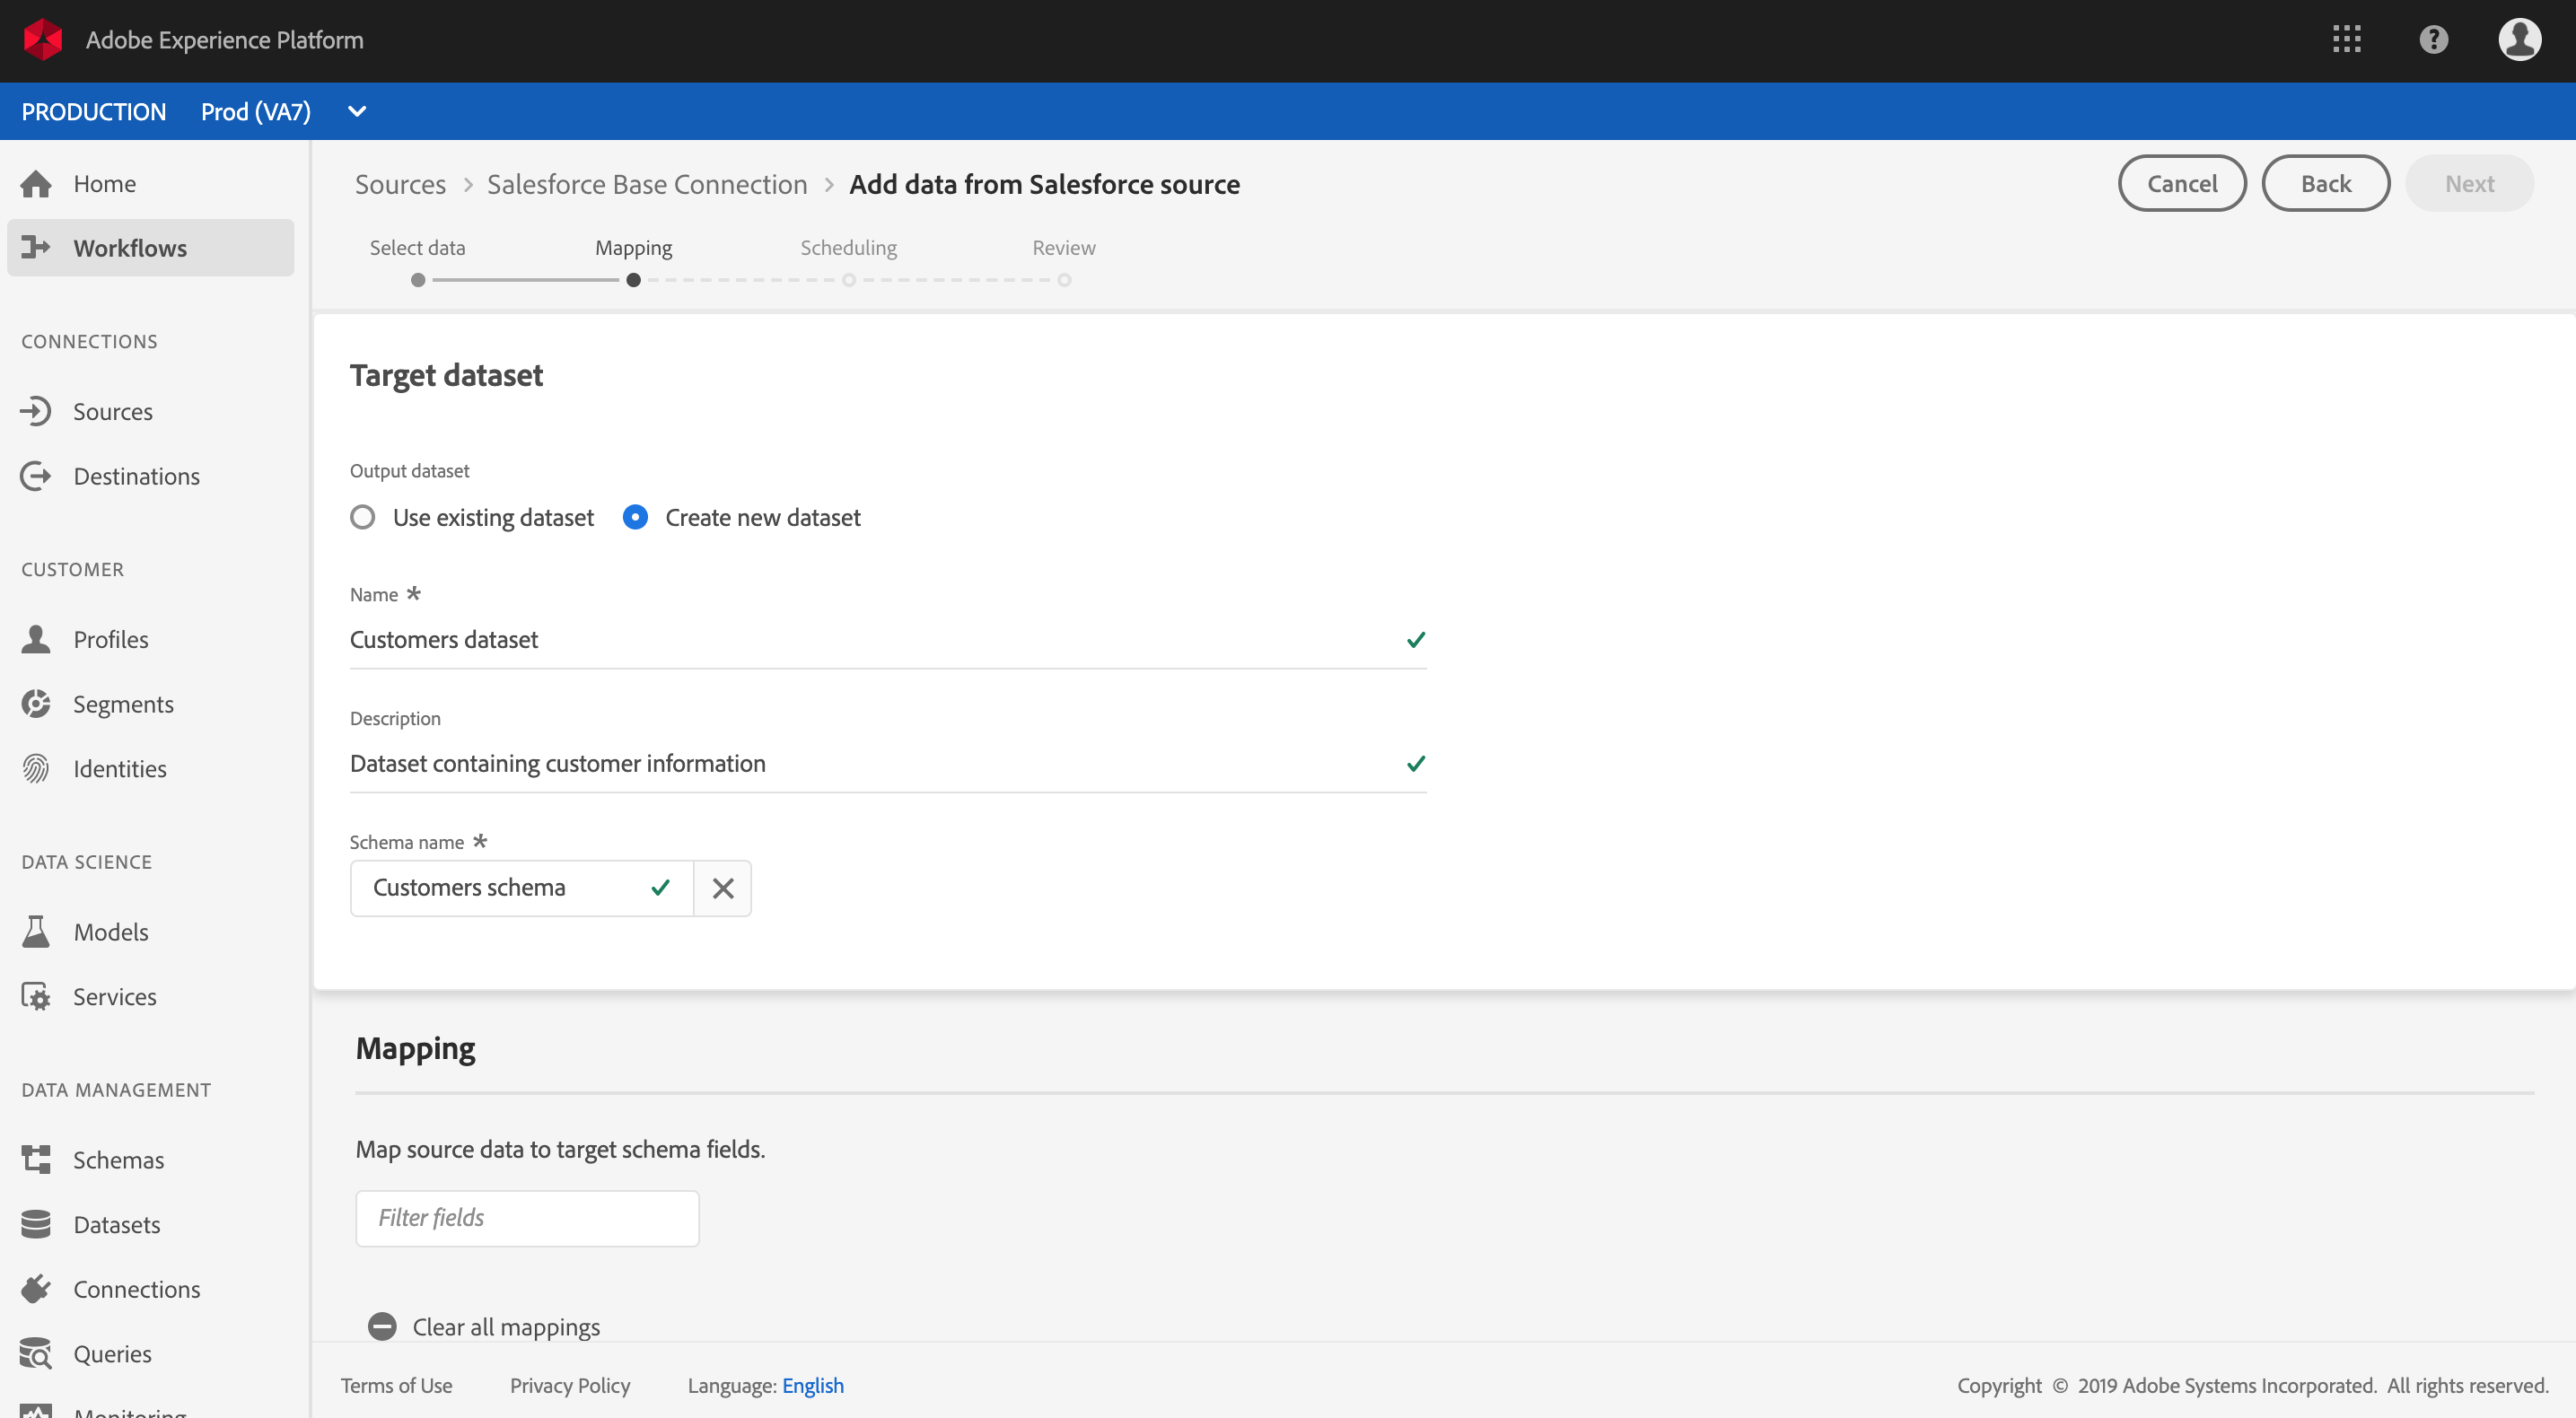 Adobe Experience Platform
PRODUCTION Prod (VA7)
Home
Workflows
CONNECTIONS
Sources
Destinations
CUSTOMER
Profiles
Segments
Identities
DATA SCIENCE
Models
Services
DATA MANAGEMENT
Schemas
Datasets
Connections
Queries
Monitoring
Sources > Salesforce Base Connection > Add data from Salesforce source
Cancel Back Next
Select data Mapping Scheduling Review
Target dataset
Output dataset
Use existing dataset Create new dataset
Name *
Customers dataset
Description
Dataset containing customer information
Schema name *
Customers schema
Mapping
Map source data to target schema fields.
Filter fields
Clear all mappings
Terms of Use Privacy Policy Language: English
Copyright © 2019 Adobe Systems Incorporated. All rights reserved.